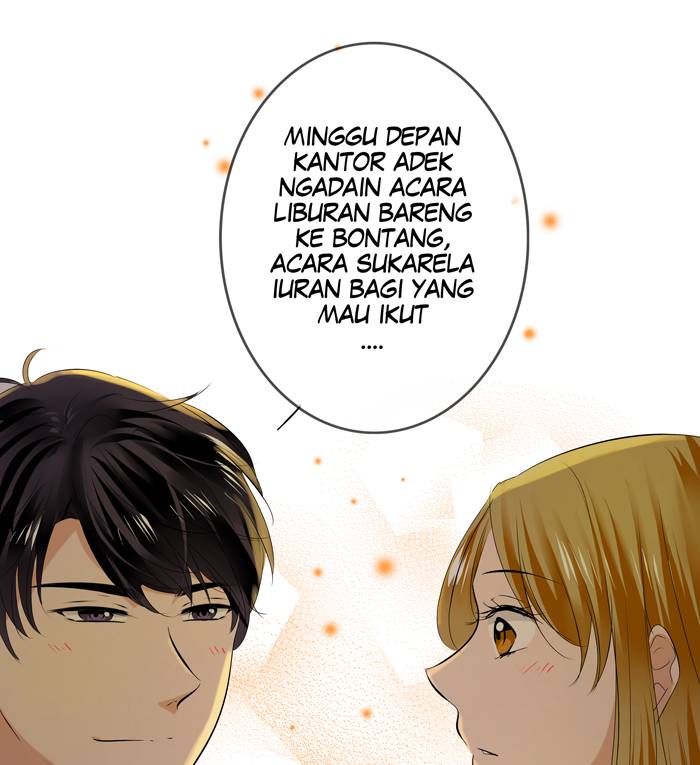 MINGGU DEPAN
KANTOR ADEK
NGADAIN ACARA
LIBURAN BARENG
KE BONTANG,
ACARA SUKARELA
IURAN BAGI YANG
MAU IKUT
....